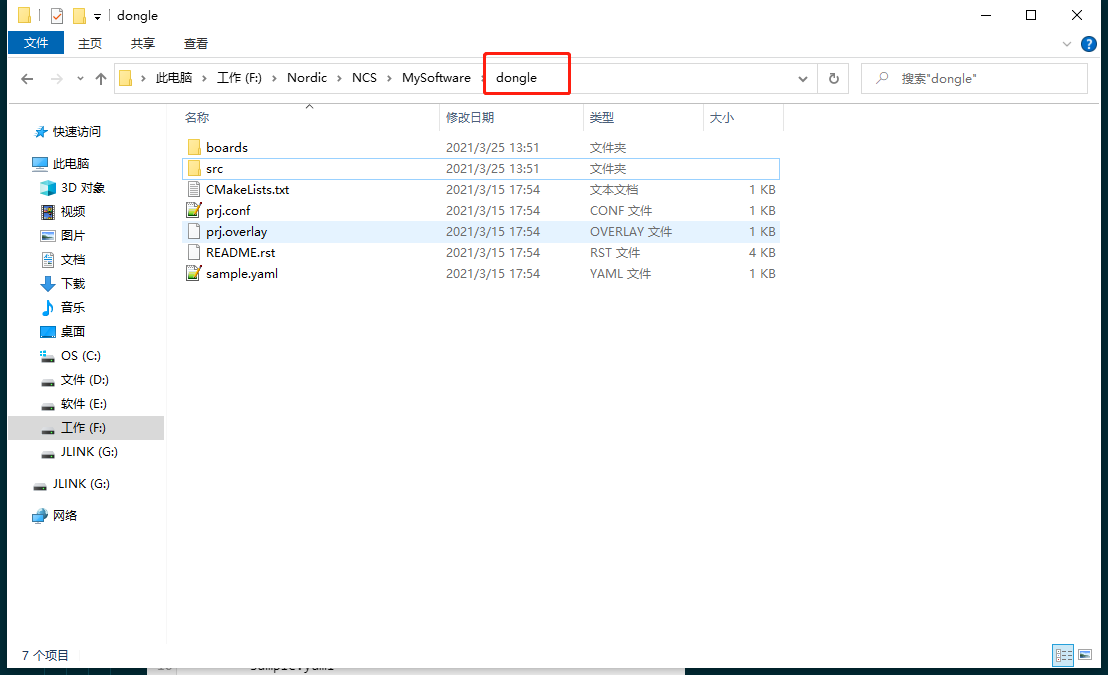 dongle
文件 主页 共享 查看
此电脑 工作 (F:) Nordic NCS MySoftware dongle 搜索"dongle"
名称 修改日期 类型 大小
快速访问
此电脑
3D 对象
视频
图片
文档
下载
音乐
桌面
OS (C:)
文件 (D:)
软件 (E:)
工作 (F:)
JLINK (G:)
JLINK (G:)
网络
boards 2021/3/25 13:51 文件夹
src 2021/3/25 13:51 文件夹
CMakeLists.txt 2021/3/15 17:54 文本文档 1 KB
prj.conf 2021/3/15 17:54 CONF 文件 1 KB
prj.overlay 2021/3/15 17:54 OVERLAY 文件 1 KB
README.rst 2021/3/15 17:54 RST 文件 4 KB
sample.yaml 2021/3/15 17:54 YAML 文件 1 KB
7 个项目
sample.yaml